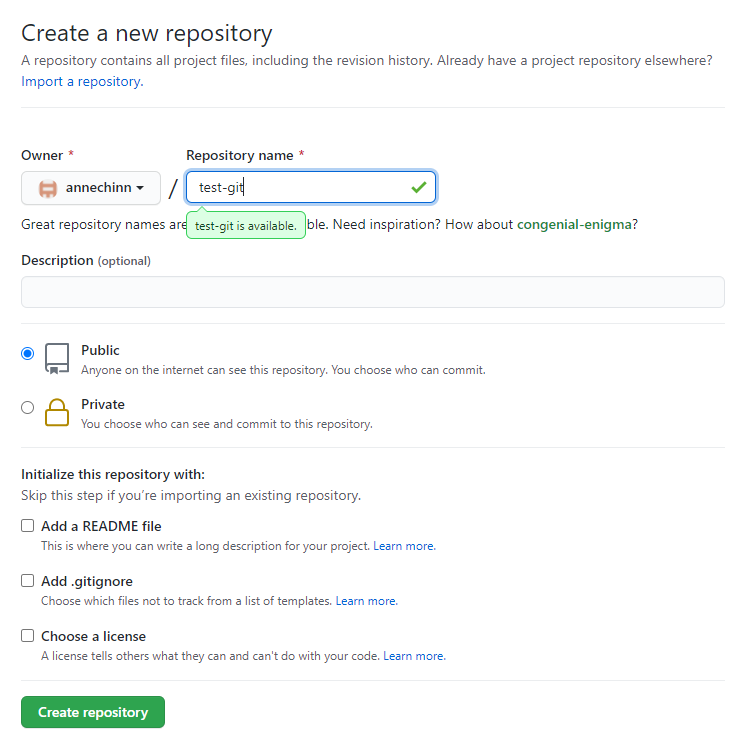 Create a new repository
A repository contains all project files, including the revision history. Already have a project repository elsewhere?
Import a repository.
Owner *
Repository name *
annechinn
/
test-git
Great repository names are
test-git is available.
ble. Need inspiration? How about congenial-enigma?
Description (optional)
Public
Anyone on the internet can see this repository. You choose who can commit.
Private
You choose who can see and commit to this repository.
Initialize this repository with:
Skip this step if you’re importing an existing repository.
Add a README file
This is where you can write a long description for your project. Learn more.
Add .gitignore
Choose which files not to track from a list of templates. Learn more.
Choose a license
A license tells others what they can and can't do with your code. Learn more.
Create repository